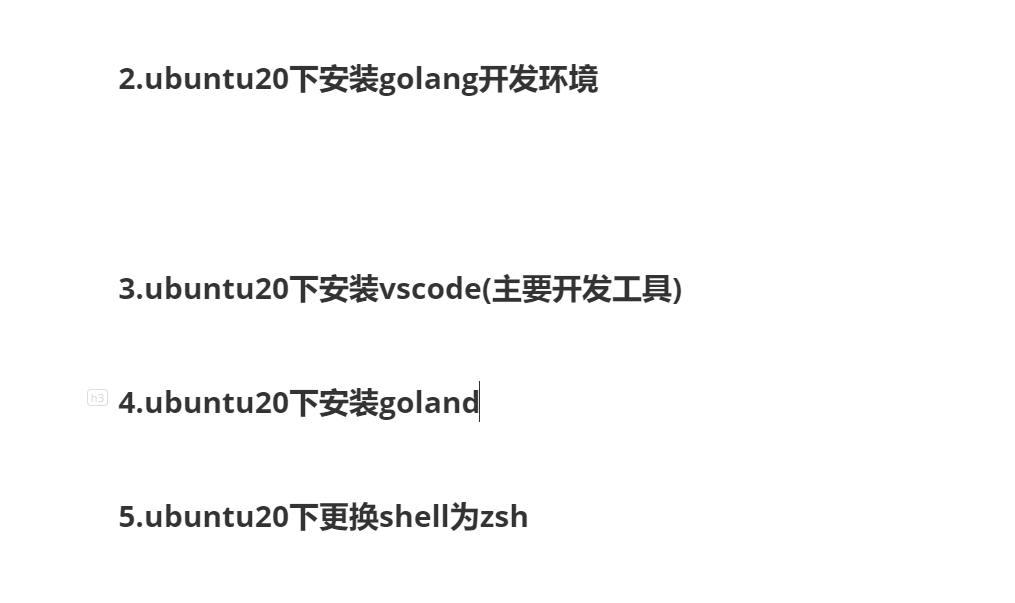 2.ubuntu20下安装golang开发环境
3.ubuntu20下安装vscode(主要开发工具)
h3
4.ubuntu20下安装goland
5.ubuntu20下更换shell为zsh